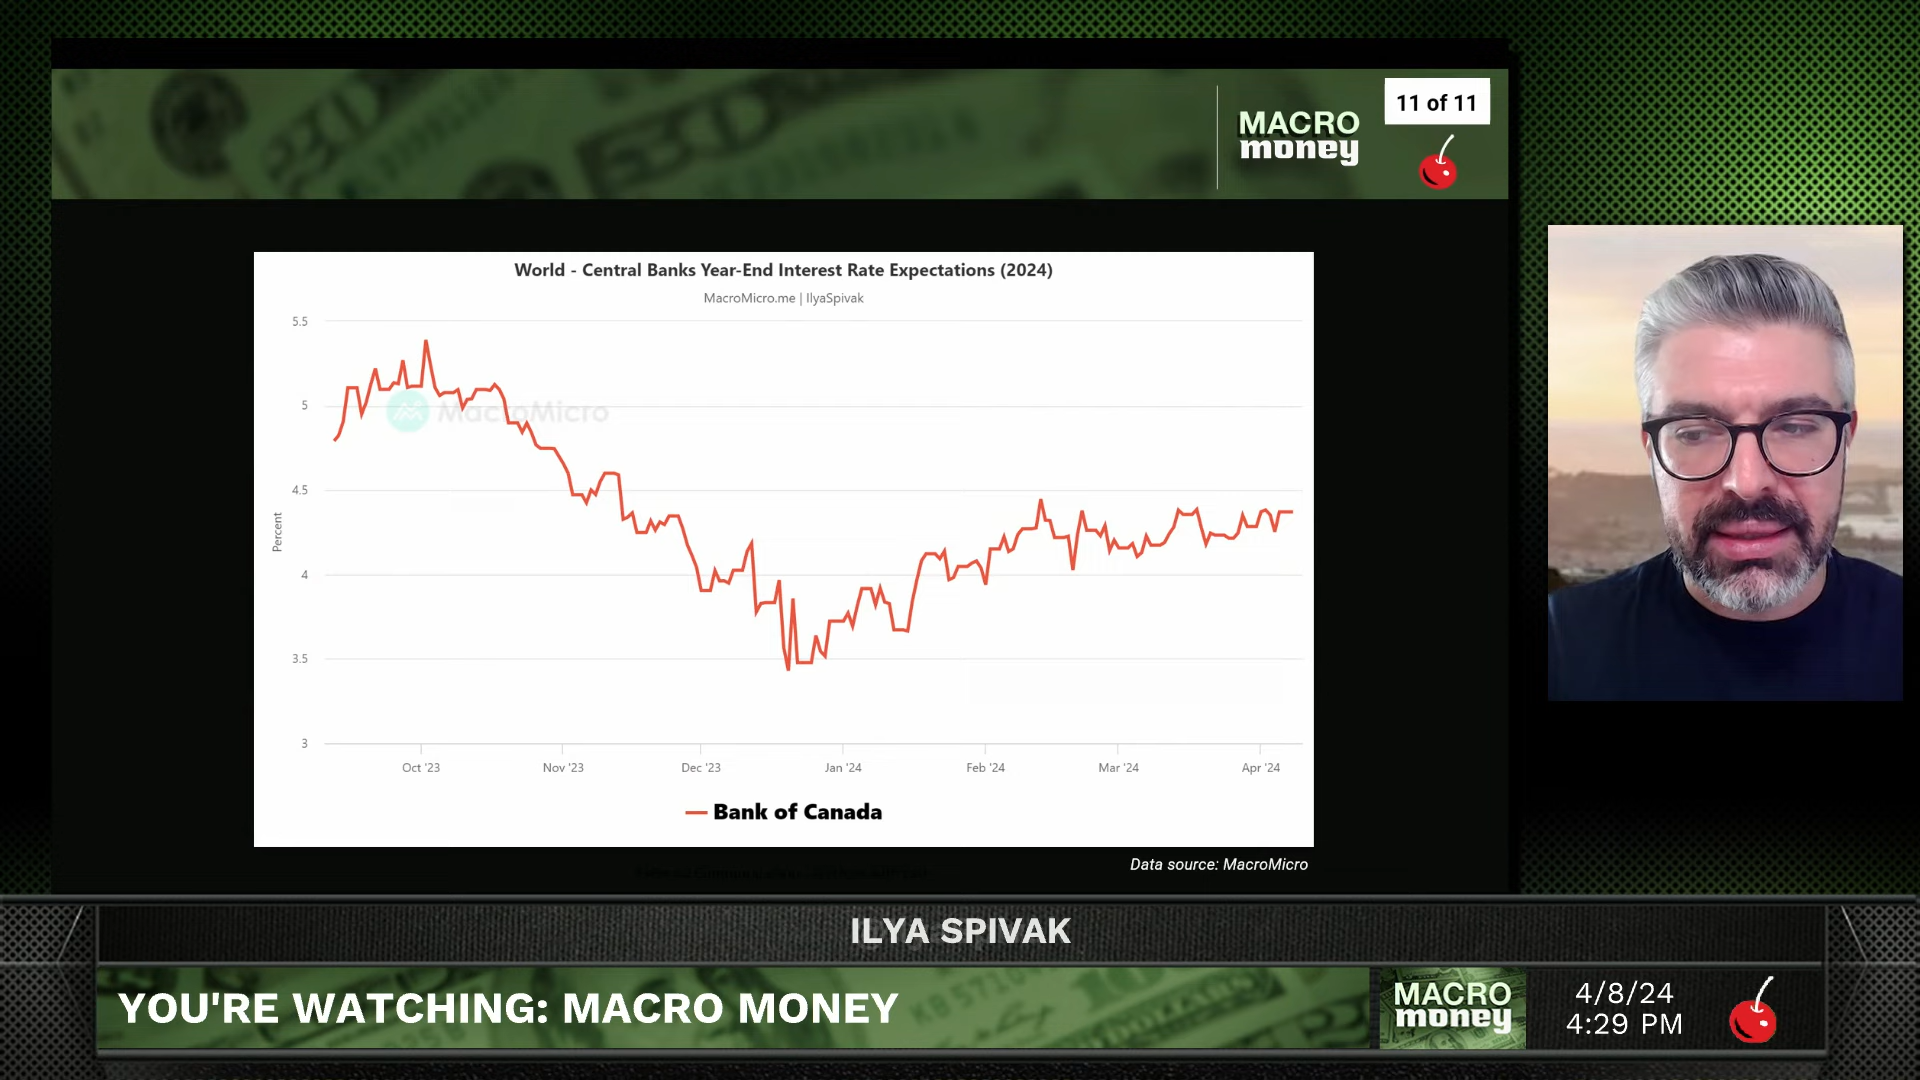 11 of 11
MACRO
money
World - Central Banks Year-End Interest Rate Expectations (2024)
MacroMicro.me | IlyaSpivak
5.5
5
4.5
4
3.5
3
Percent
MacroMicro
Oct '23
Nov '23
Dec '23
Jan '24
Feb '24
Mar '24
Apr '24
Bank of Canada
Data source: MacroMicro
ILYA SPIVAK
YOU'RE WATCHING: MACRO MONEY
MACRO
money
4/8/24
4:29 PM